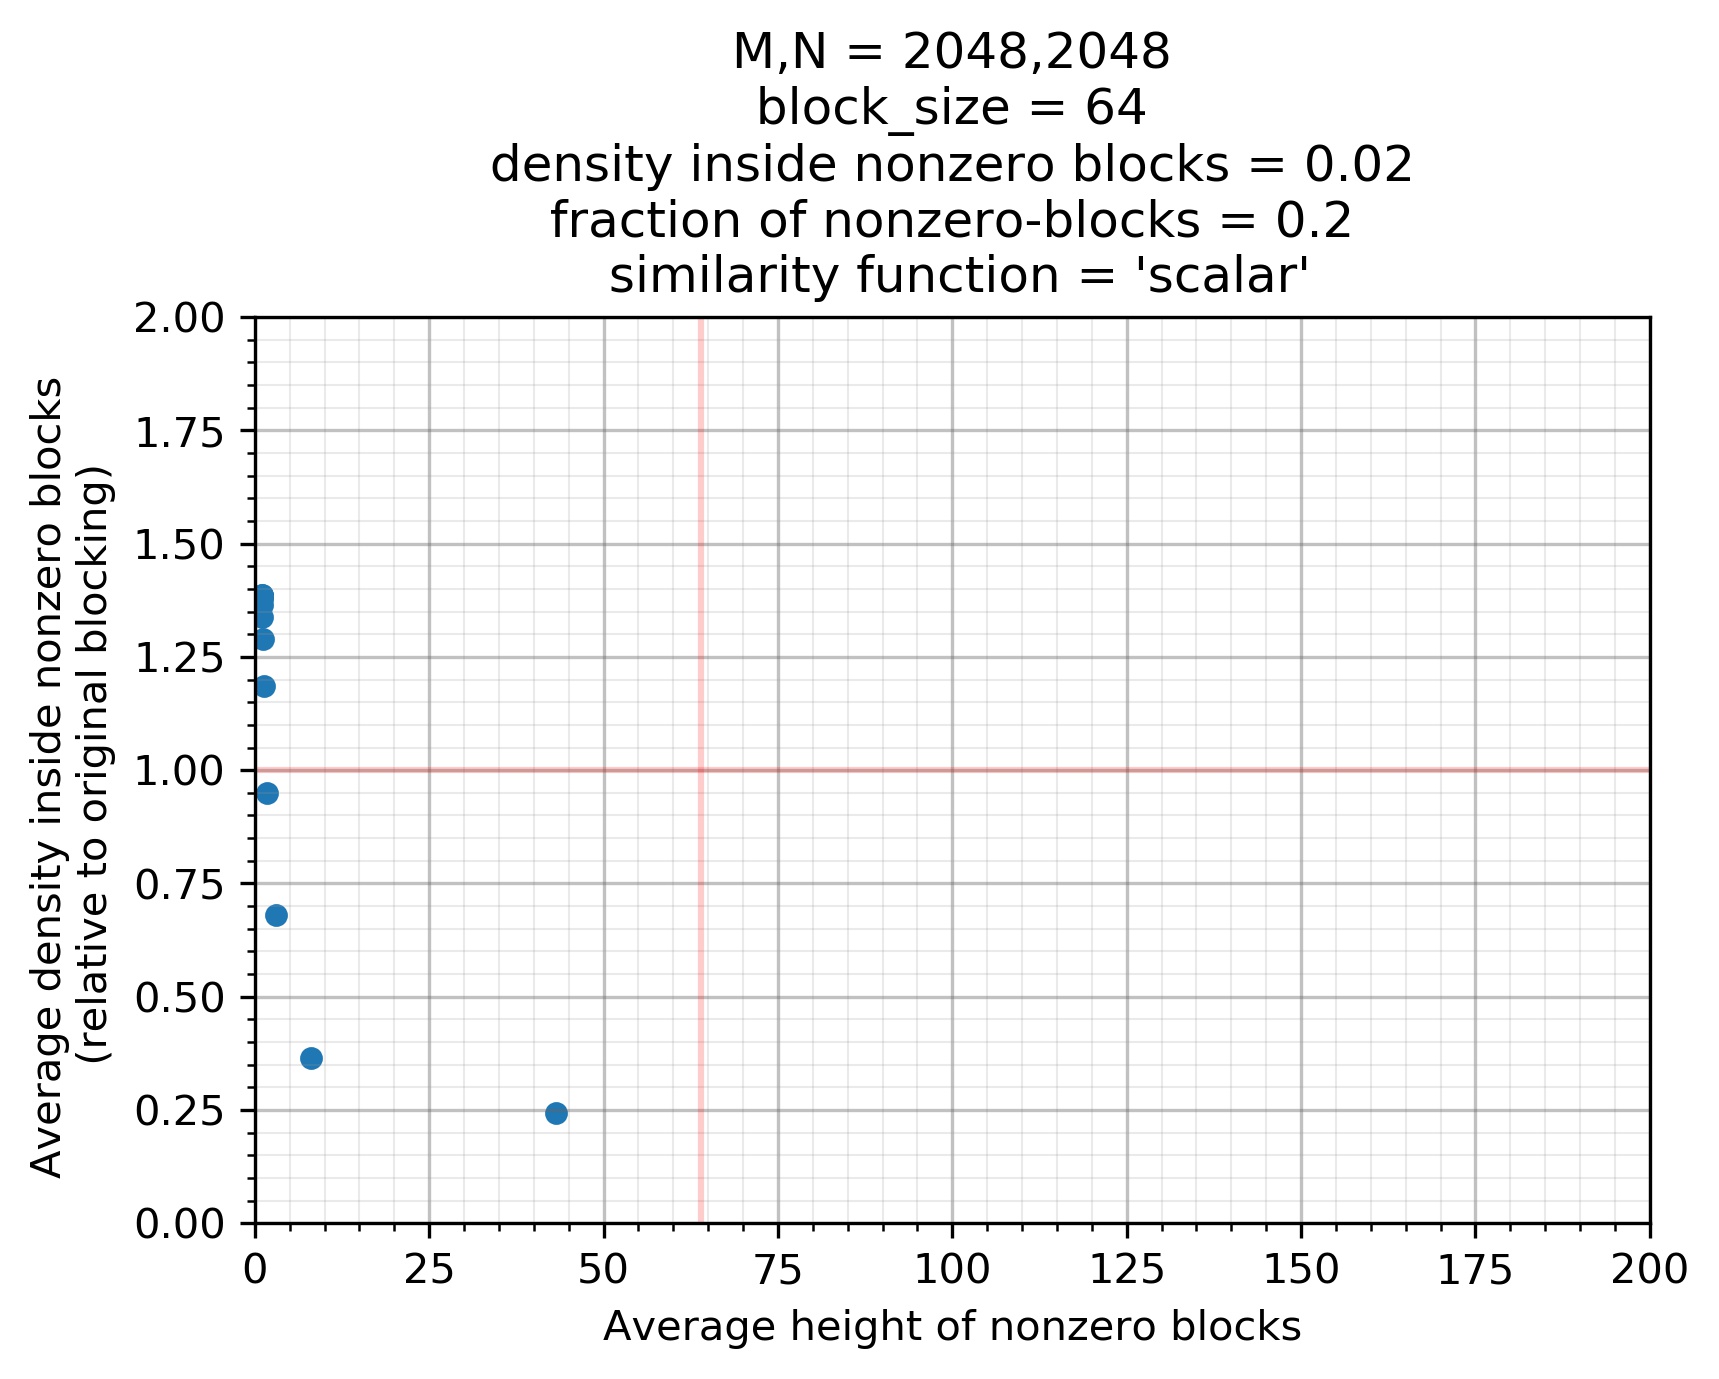 M,N = 2048,2048
block_size = 64
density inside nonzero blocks = 0.02
fraction of nonzero-blocks = 0.2
similarity function = 'scalar'
2.00
1.75
1.50
1.25
1.00
0.75
0.50
0.25
0.00
Average density inside nonzero blocks
(relative to original blocking)
0 25 50 75 100 125 150 175 200
Average height of nonzero blocks